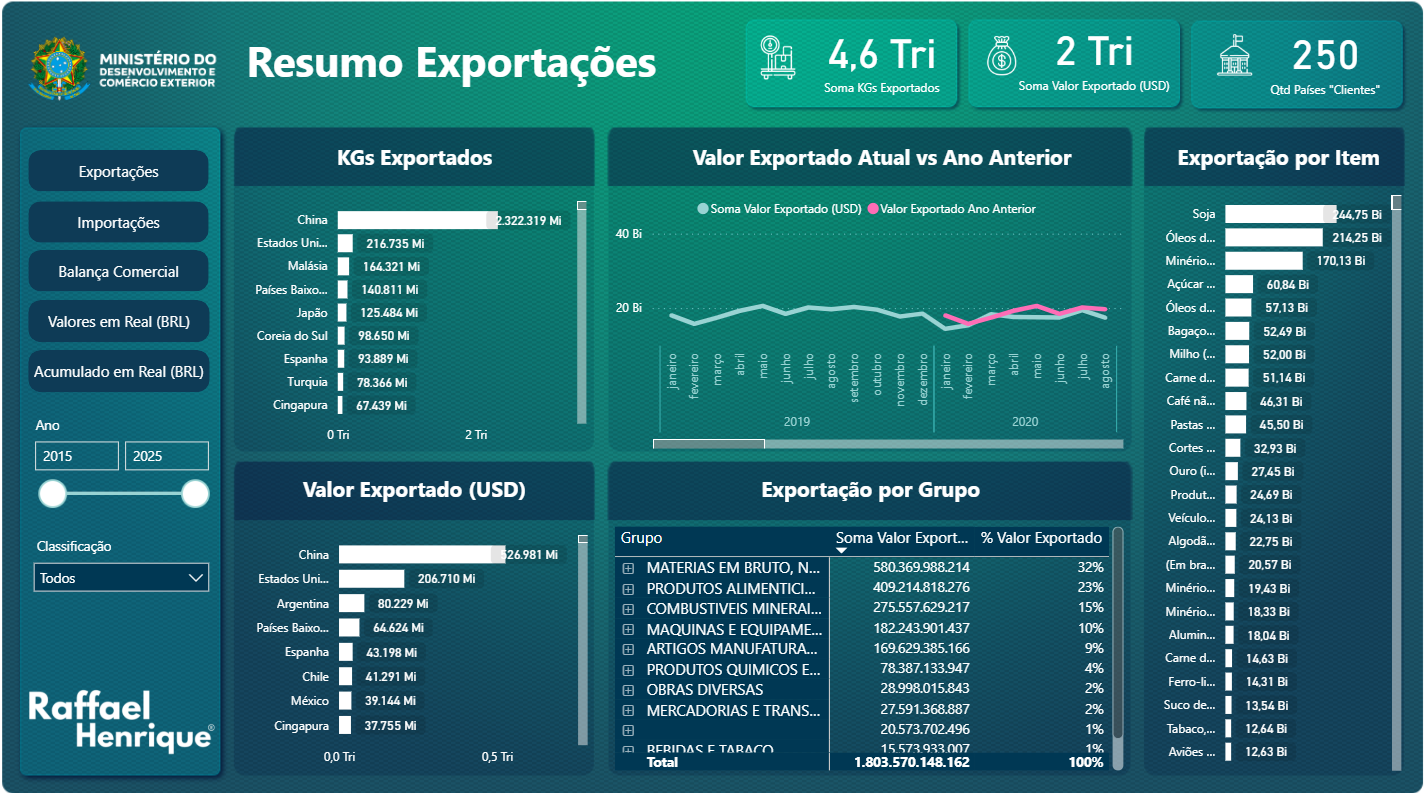 MINISTÉRIO DO
DESENVOLVIMENTO E
COMÉRCIO EXTERIOR
Resumo Exportações
4,6 Tri
Soma KGs Exportados
2 Tri
Soma Valor Exportado (USD)
250
Qtd Países "Clientes"
Exportações
Importações
Balança Comercial
Valores em Real (BRL)
Acumulado em Real (BRL)
Ano
2015 2025
Classificação
Todos
Raffael
Henrique®
KGs Exportados
China 2.322.319 Mi
Estados Uni... 216.735 Mi
Malásia 164.321 Mi
Países Baixo... 140.811 Mi
Japão 125.484 Mi
Coreia do Sul 98.650 Mi
Espanha 93.889 Mi
Turquia 78.366 Mi
Cingapura 67.439 Mi
0 Tri 2 Tri
Valor Exportado (USD)
China 526.981 Mi
Estados Uni... 206.710 Mi
Argentina 80.229 Mi
Países Baixo... 64.624 Mi
Espanha 43.198 Mi
Chile 41.291 Mi
México 39.144 Mi
Cingapura 37.755 Mi
0,0 Tri 0,5 Tri
Valor Exportado Atual vs Ano Anterior
Soma Valor Exportado (USD) Valor Exportado Ano Anterior
40 Bi
20 Bi
janeiro fevereiro março abril maio junho julho agosto setembro outubro novembro dezembro janeiro fevereiro março abril maio junho julho agosto
2019 2020
Exportação por Grupo
Grupo Soma Valor Export... % Valor Exportado
MATERIAS EM BRUTO, N... 580.369.988.214 32%
PRODUTOS ALIMENTICI... 409.214.818.276 23%
COMBUSTIVEIS MINERAI... 275.557.629.217 15%
MAQUINAS E EQUIPAME... 182.243.901.437 10%
ARTIGOS MANUFATURA... 169.629.385.166 9%
PRODUTOS QUIMICOS E... 78.387.133.947 4%
OBRAS DIVERSAS 28.998.015.843 2%
MERCADORIAS E TRANS... 27.591.368.887 2%
20.573.702.496 1%
BEBIDAS E TABACO 15.573.933.007 1%
Total 1.803.570.148.162 100%
Exportação por Item
Soja 244,75 Bi
Óleos d... 214,25 Bi
Minério... 170,13 Bi
Açúcar ... 60,84 Bi
Óleos d... 57,13 Bi
Bagaço... 52,49 Bi
Milho (... 52,00 Bi
Carne d... 51,14 Bi
Café nã... 46,31 Bi
Pastas ... 45,50 Bi
Cortes ... 32,93 Bi
Ouro (i... 27,45 Bi
Produt... 24,69 Bi
Veículo... 24,13 Bi
Algodã... 22,75 Bi
(Em bra... 20,57 Bi
Minério... 19,43 Bi
Minério... 18,33 Bi
Alumin... 18,04 Bi
Carne d... 14,63 Bi
Ferro-li... 14,31 Bi
Suco de... 13,54 Bi
Tabaco,... 12,64 Bi
Aviões ... 12,63 Bi